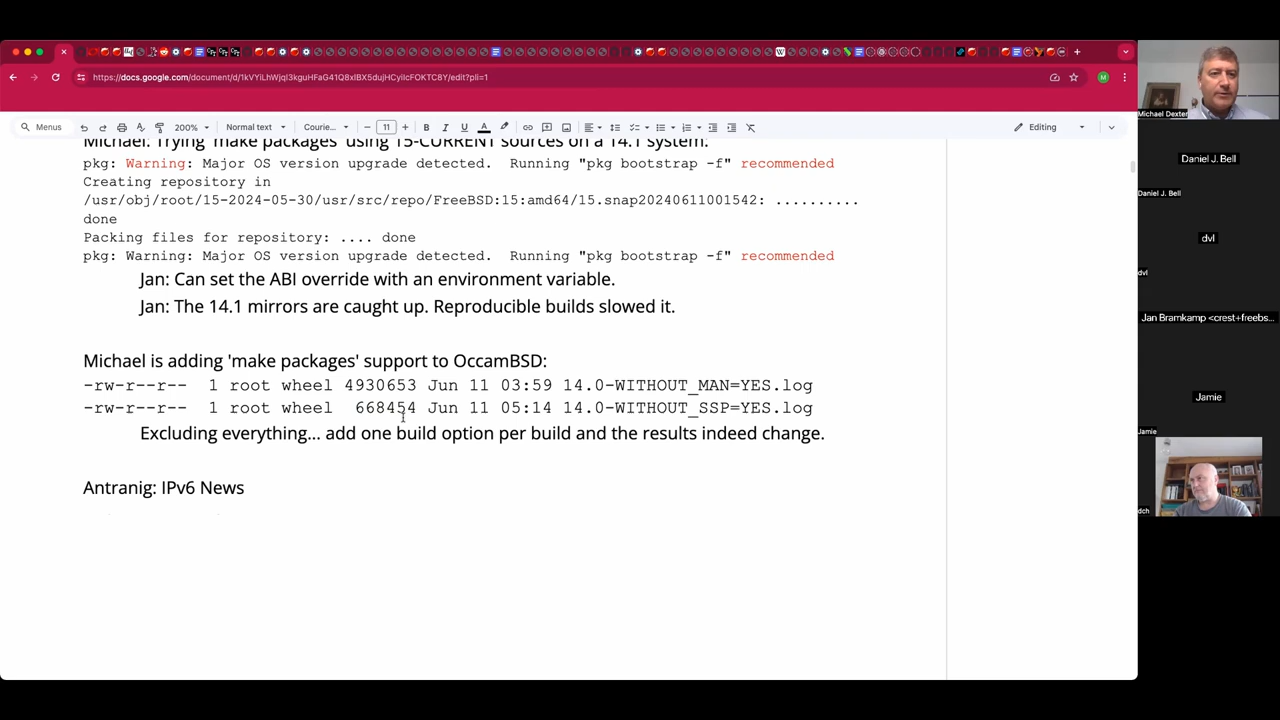 https://docs.google.com/document/d/1kVYiLhWjqI3kguHFaG41Q8xIBX5dujHCyiIcFOKTC8Y/edit?pli=1
M
Menus
200%
Normal text
Courie...
11
Editing
Michael: Trying 'make packages' using 15-CURRENT sources on a 14.1 system:
pkg: Warning: Major OS version upgrade detected. Running "pkg bootstrap -f" recommended
Creating repository in
/usr/obj/root/15-2024-05-30/usr/src/repo/FreeBSD:15:amd64/15.snap20240611001542: ..........
done
Packing files for repository: .... done
pkg: Warning: Major OS version upgrade detected. Running "pkg bootstrap -f" recommended
Jan: Can set the ABI override with an environment variable.
Jan: The 14.1 mirrors are caught up. Reproducible builds slowed it.
Michael is adding 'make packages' support to OccamBSD:
-rw-r--r-- 1 root wheel 4930653 Jun 11 03:59 14.0-WITHOUT_MAN=YES.log
-rw-r--r-- 1 root wheel 668454 Jun 11 05:14 14.0-WITHOUT_SSP=YES.log
Excluding everything... add one build option per build and the results indeed change.
Antranig: IPv6 News
Michael Dexter
Daniel J. Bell
Daniel J. Bell
dvl
dvl
Jan Bramkamp <crest+freebs...
Jamie
Jamie
dch